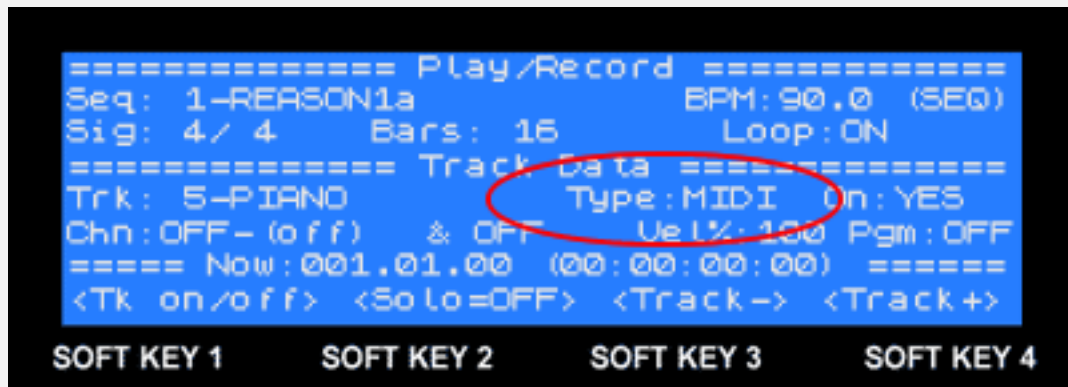 ============== Play/Record =============
Seq: 1-REASON1a BPM:90.0 (SEQ)
Sig: 4/ 4 Bars: 16 Loop:ON
============== Track Data ==============
Trk: 5-PIANO Type:MIDI On:YES
Chn:OFF-(off) & OFF Vel%:100 Pgm:OFF
===== Now:001.01.00 (00:00:00:00) ======
<Tk on/off> <Solo=OFF> <Track-> <Track+>
SOFT KEY 1 SOFT KEY 2 SOFT KEY 3 SOFT KEY 4